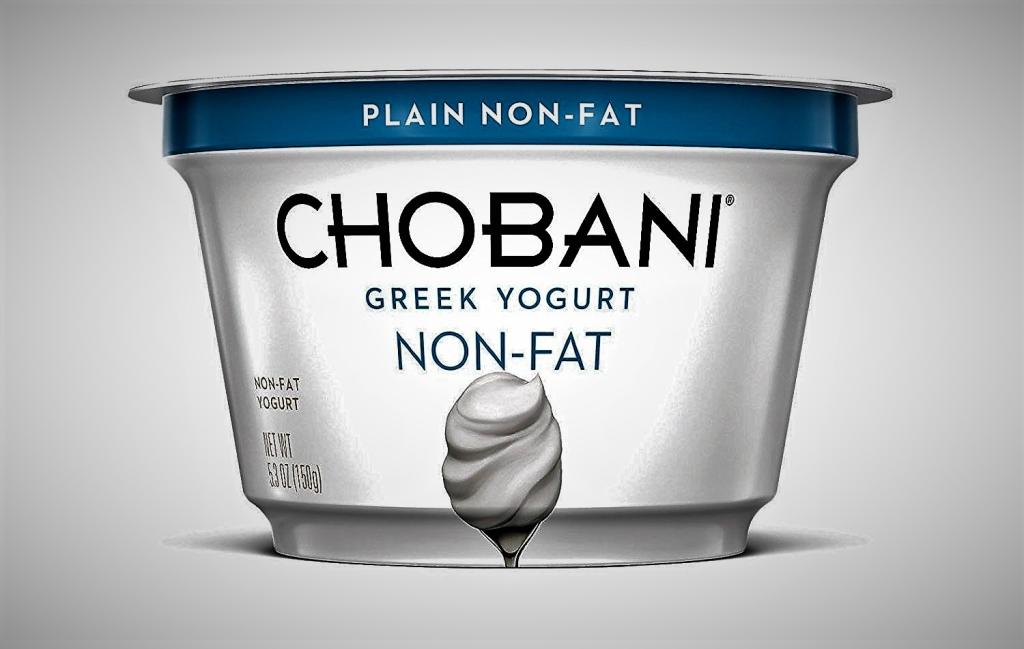 PLAIN NON-FAT
CHOBANI®
GREEK YOGURT
NON-FAT
NON-FAT
YOGURT
NET WT
5.3 OZ (150g)